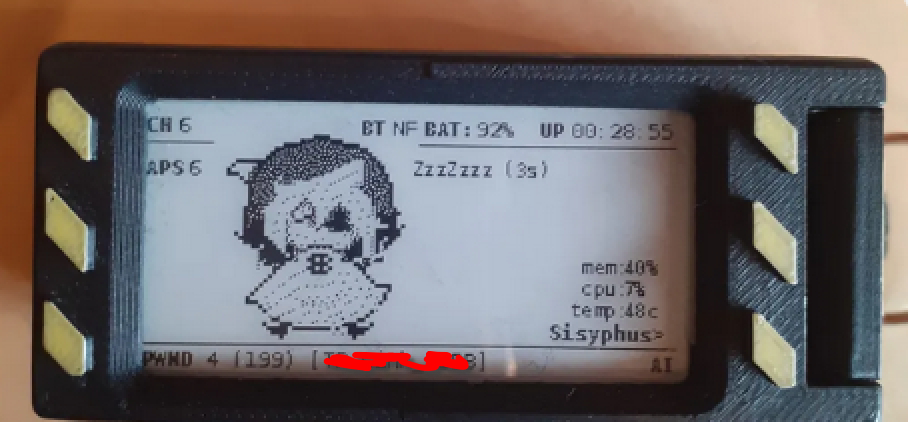 CH 6 BT NF BAT: 92% UP 00:28:55
APS 6 ZzzZzzz (3s)
mem:40%
cpu:7%
temp:48c
Sisyphus>
PWND 4 (199) [
AI